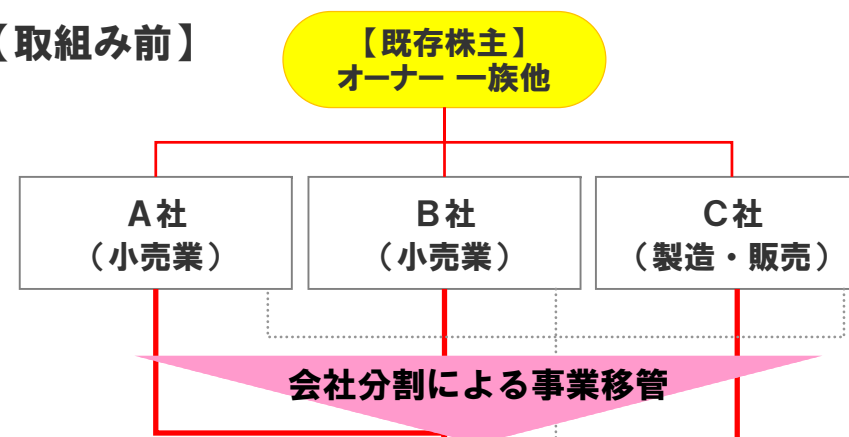 【取組み前】
【既存株主】
オーナー 一族他
A社
（小売業）
B社
（小売業）
C社
（製造・販売）
会社分割による事業移管